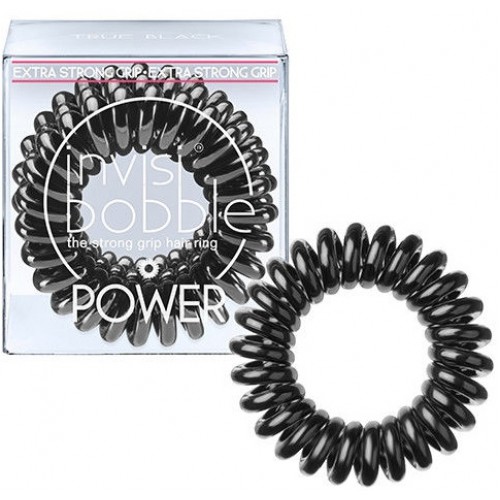 TRUE BLACK
EXTRA STRONG GRIP • EXTRA STRONG GRIP
invisi
bobble®
the strong grip hair ring
POWER